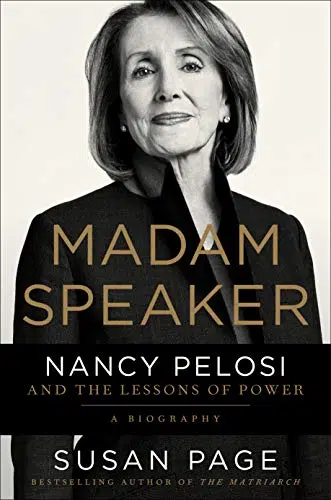 MADAM
SPEAKER
NANCY PELOSI
AND THE LESSONS OF POWER
A BIOGRAPHY
SUSAN PAGE
BESTSELLING AUTHOR OF THE MATRIARCH